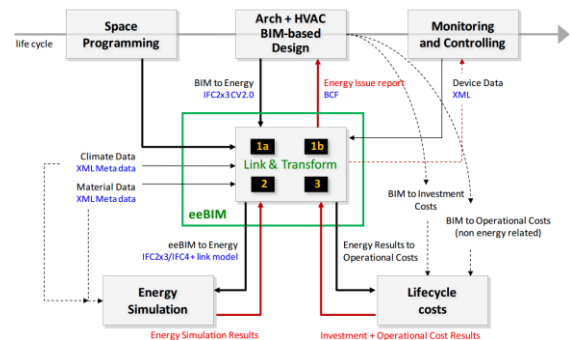 Space
Programming
Arch + HVAC
BIM-based
Design
Monitoring
and Controlling
life cycle
BIM to Energy
IFC2x3 CV2.0
Energy Issue report
BCF
Device Data
XML
1a
1b
Link & Transform
2
3
eeBIM
Climate Data
XML Meta data
Material Data
XML Meta data
BIM to Investment
Costs
BIM to Operational Costs
(non energy related)
eeBIM to Energy
IFC2x3/IFC4 + link model
Energy Results to
Operational Costs
Energy
Simulation
Lifecycle
costs
Energy Simulation Results
Investment + Operational Cost Results